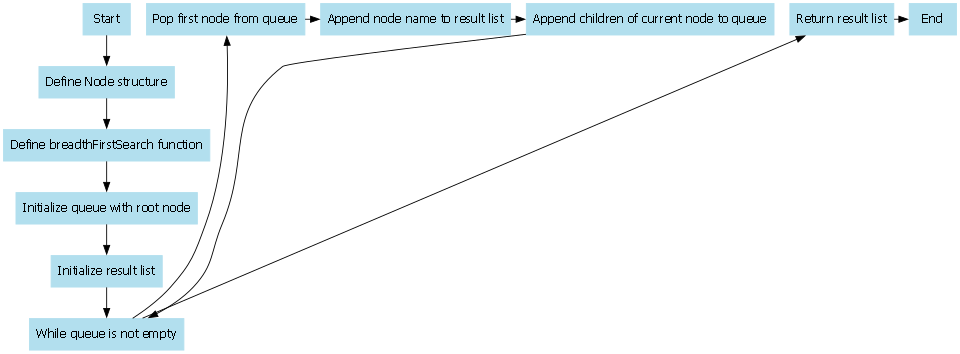 Start
Pop first node from queue
Append node name to result list
Append children of current node to queue
Return result list
End
Define Node structure
Define breadthFirstSearch function
Initialize queue with root node
Initialize result list
While queue is not empty